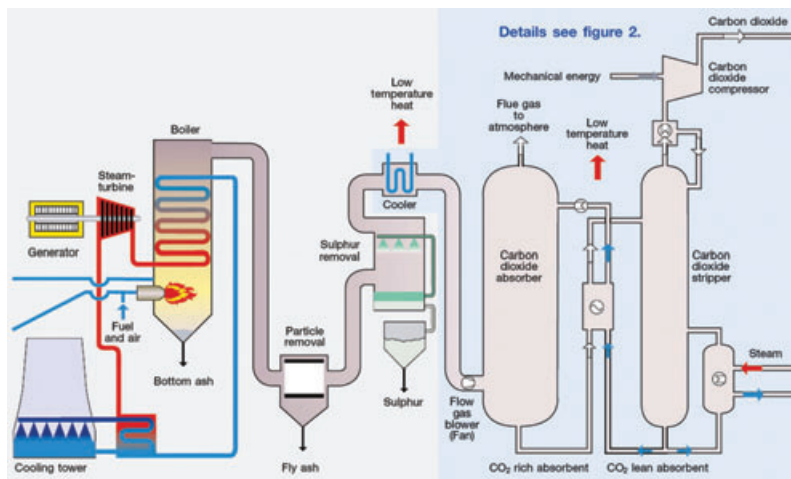 Details see figure 2.
Carbon dioxide
Mechanical energy
Carbon
dioxide
compressor
Low
temperature
heat
Flue gas
to
atmosphere
Low
temperature
heat
Boiler
Steam-
turbine
Generator
Cooler
Sulphur
removal
Carbon
dioxide
absorber
Carbon
dioxide
stripper
Fuel
and air
Particle
removal
Steam
Bottom ash
Sulphur
Flow
gas
blower
(Fan)
Cooling tower
Fly ash
CO₂ rich absorbent
CO₂ lean absorbent